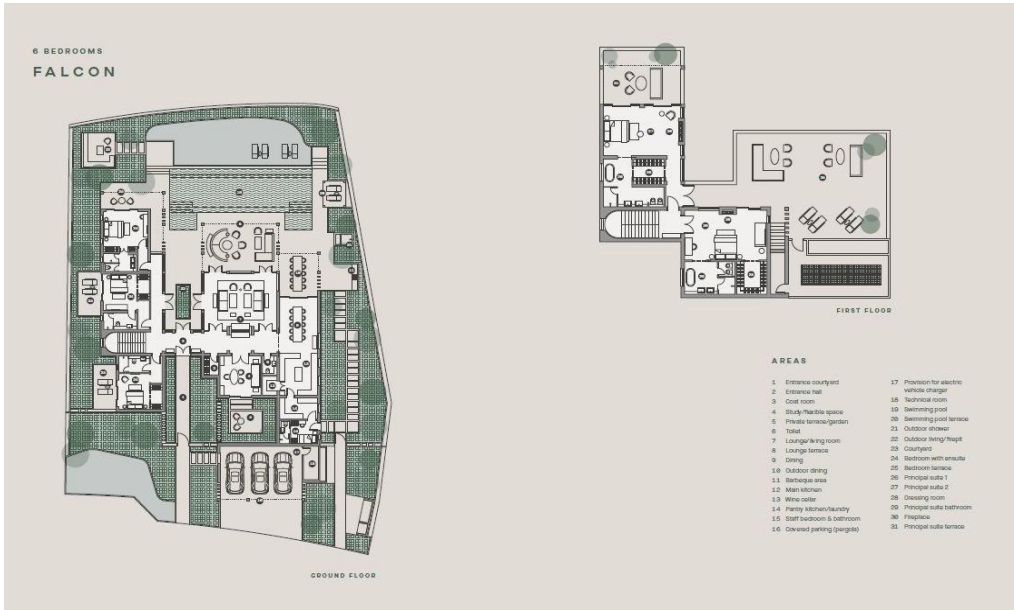 6 BEDROOMS
FALCON
GROUND FLOOR
FIRST FLOOR
AREAS
1 Entrance courtyard
2 Entrance hall
3 Coat room
4 Study/flexible space
5 Private terrace/garden
6 Toilet
7 Lounge/living room
8 Lounge terrace
9 Dining
10 Outdoor dining
11 Barbeque area
12 Main kitchen
13 Wine cellar
14 Pantry kitchen/laundry
15 Staff bedroom & bathroom
16 Covered parking (pergola)
17 Provision for electric
vehicle charger
18 Technical room
19 Swimming pool
20 Swimming pool terrace
21 Outdoor shower
22 Outdoor living/firepit
23 Courtyard
24 Bedroom with ensuite
25 Bedroom terrace
26 Principal suite 1
27 Principal suite 2
28 Dressing room
29 Principal suite bathroom
30 Fireplace
31 Principal suite terrace